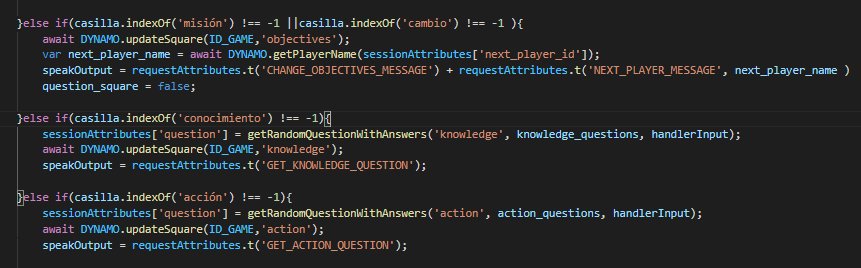 }else if(casilla.indexOf('misión') !== -1 ||casilla.indexOf('cambio') !== -1 ){
await DYNAMO.updateSquare(ID_GAME,'objectives');
var next_player_name = await DYNAMO.getPlayerName(sessionAttributes['next_player_id']);
speakOutput = requestAttributes.t('CHANGE_OBJECTIVES_MESSAGE') + requestAttributes.t('NEXT_PLAYER_MESSAGE', next_player_name )
question_square = false;
}else if(casilla.indexOf('conocimiento') !== -1){
sessionAttributes['question'] = getRandomQuestionWithAnswers('knowledge', knowledge_questions, handlerInput);
await DYNAMO.updateSquare(ID_GAME,'knowledge');
speakOutput = requestAttributes.t('GET_KNOWLEDGE_QUESTION');
}else if(casilla.indexOf('acción') !== -1){
sessionAttributes['question'] = getRandomQuestionWithAnswers('action', action_questions, handlerInput);
await DYNAMO.updateSquare(ID_GAME,'action');
speakOutput = requestAttributes.t('GET_ACTION_QUESTION');